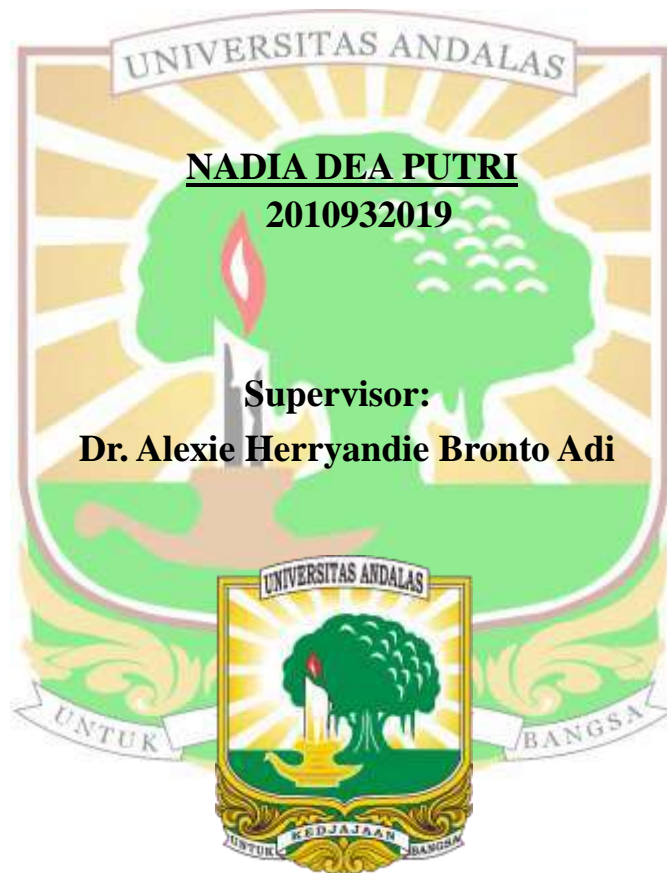 UNIVERSITAS ANDALAS
NADIA DEA PUTRI
2010932019
Supervisor:
Dr. Alexie Herryandie Bronto Adi
UNIVERSITAS ANDALAS
UNTUK BANGSA
UNTUK KEDJAJAAN BANGSA